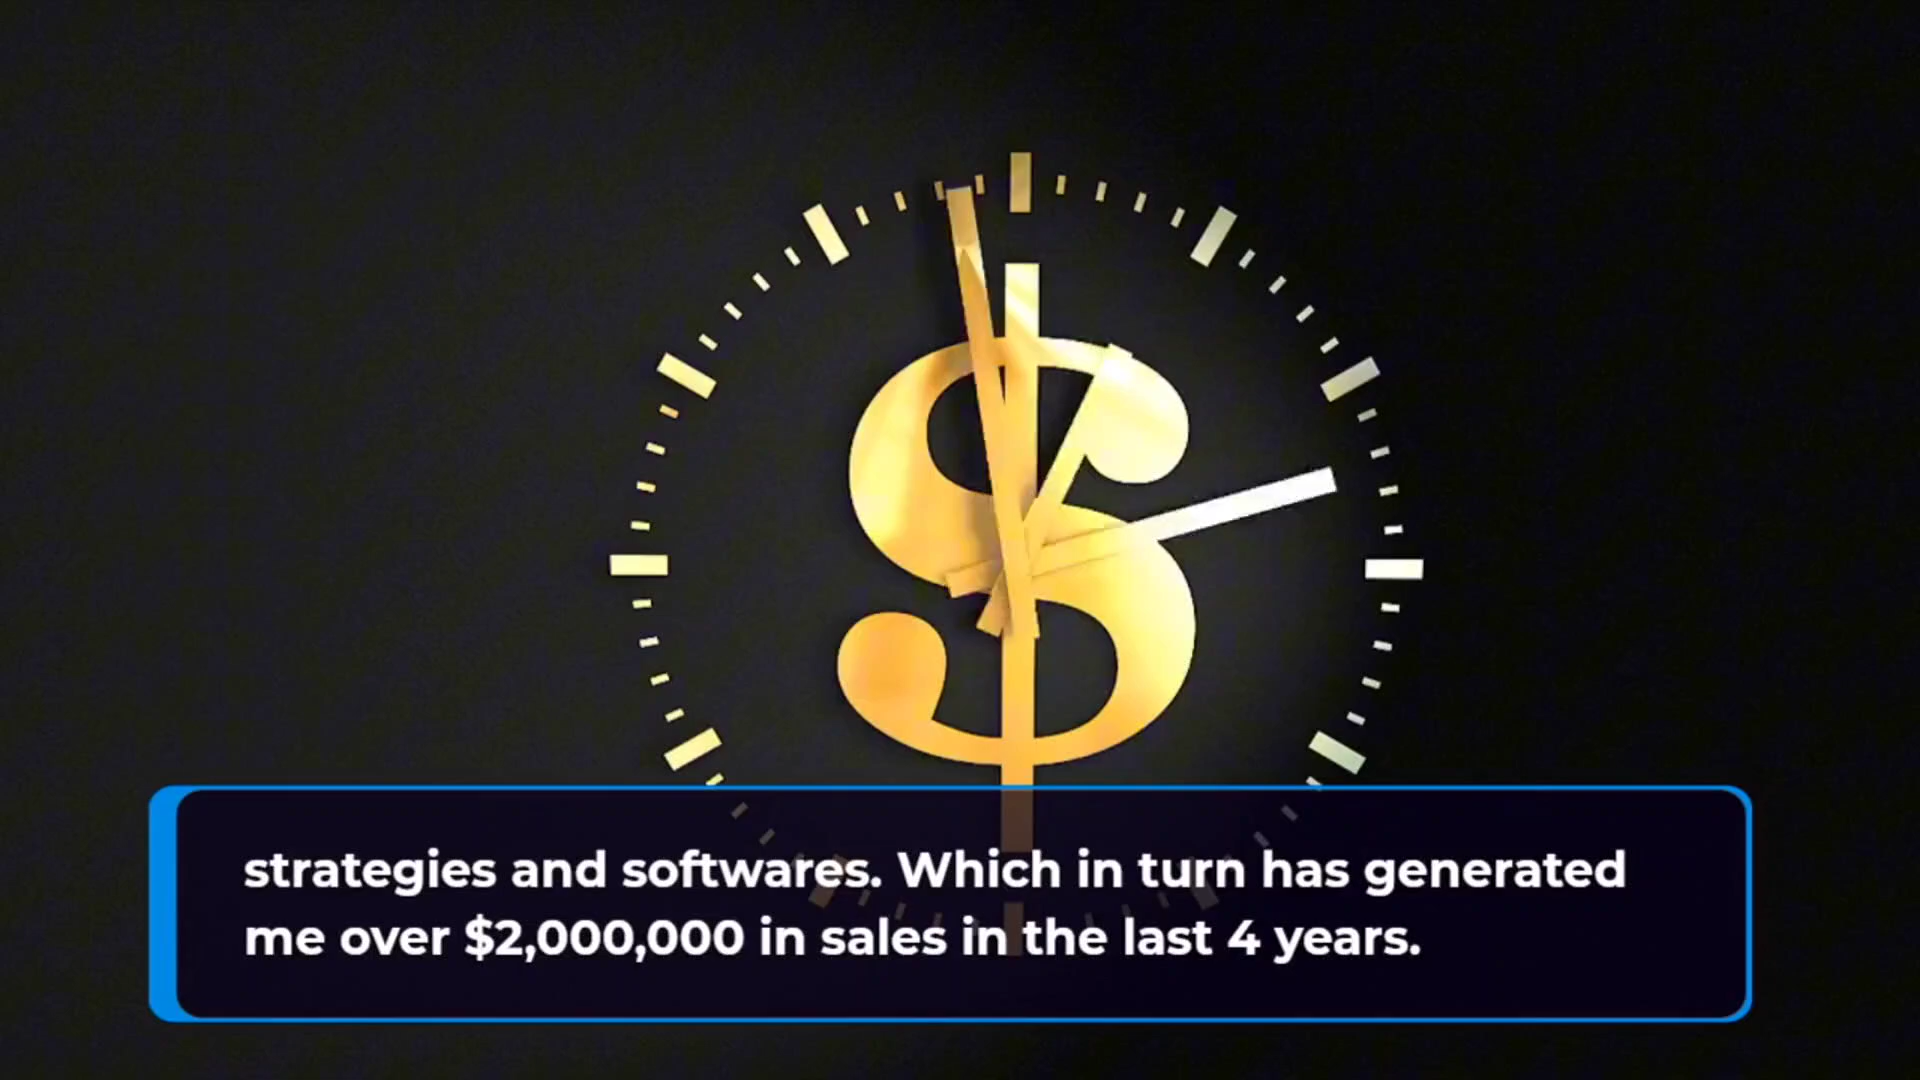 strategies and softwares. Which in turn has generated
me over $2,000,000 in sales in the last 4 years.